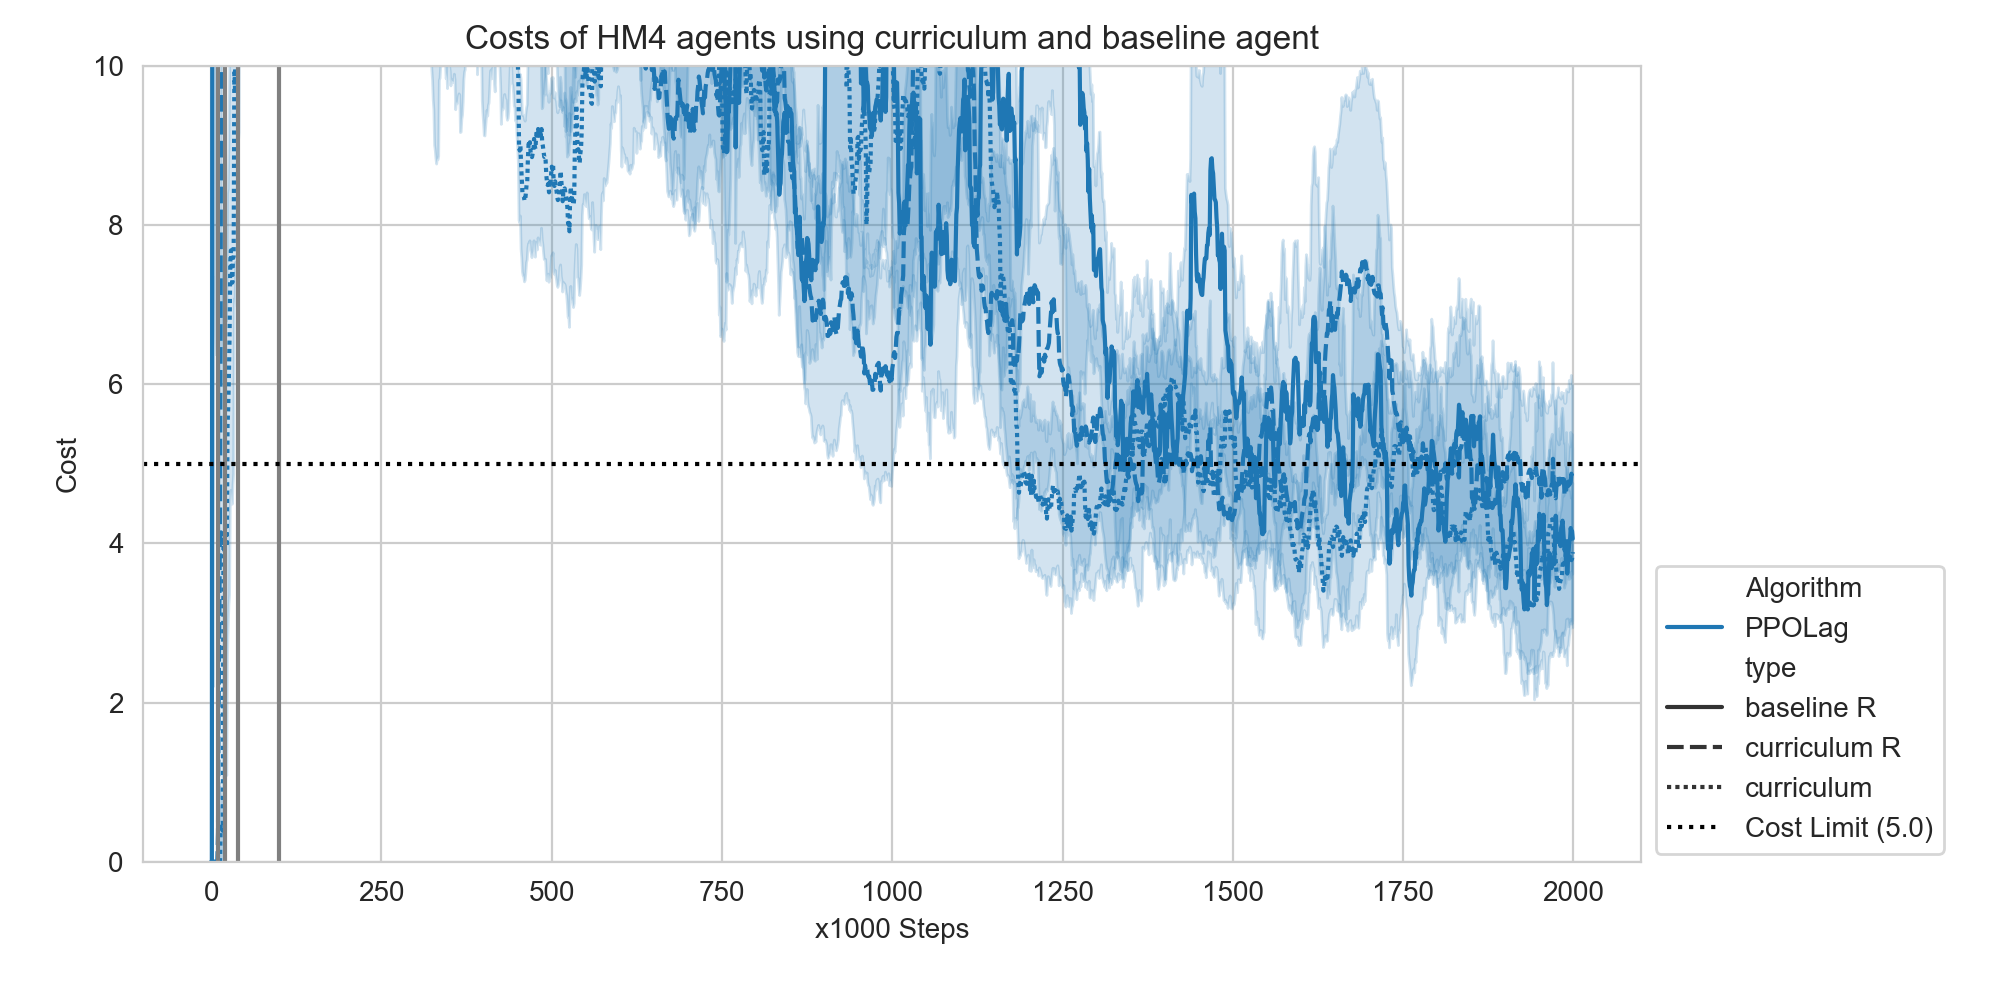 Costs of HM4 agents using curriculum and baseline agent
10
8
6
4
2
0
Cost
0 250 500 750 1000 1250 1500 1750 2000
x1000 Steps
Algorithm
PPOLag
type
baseline R
curriculum R
curriculum
Cost Limit (5.0)